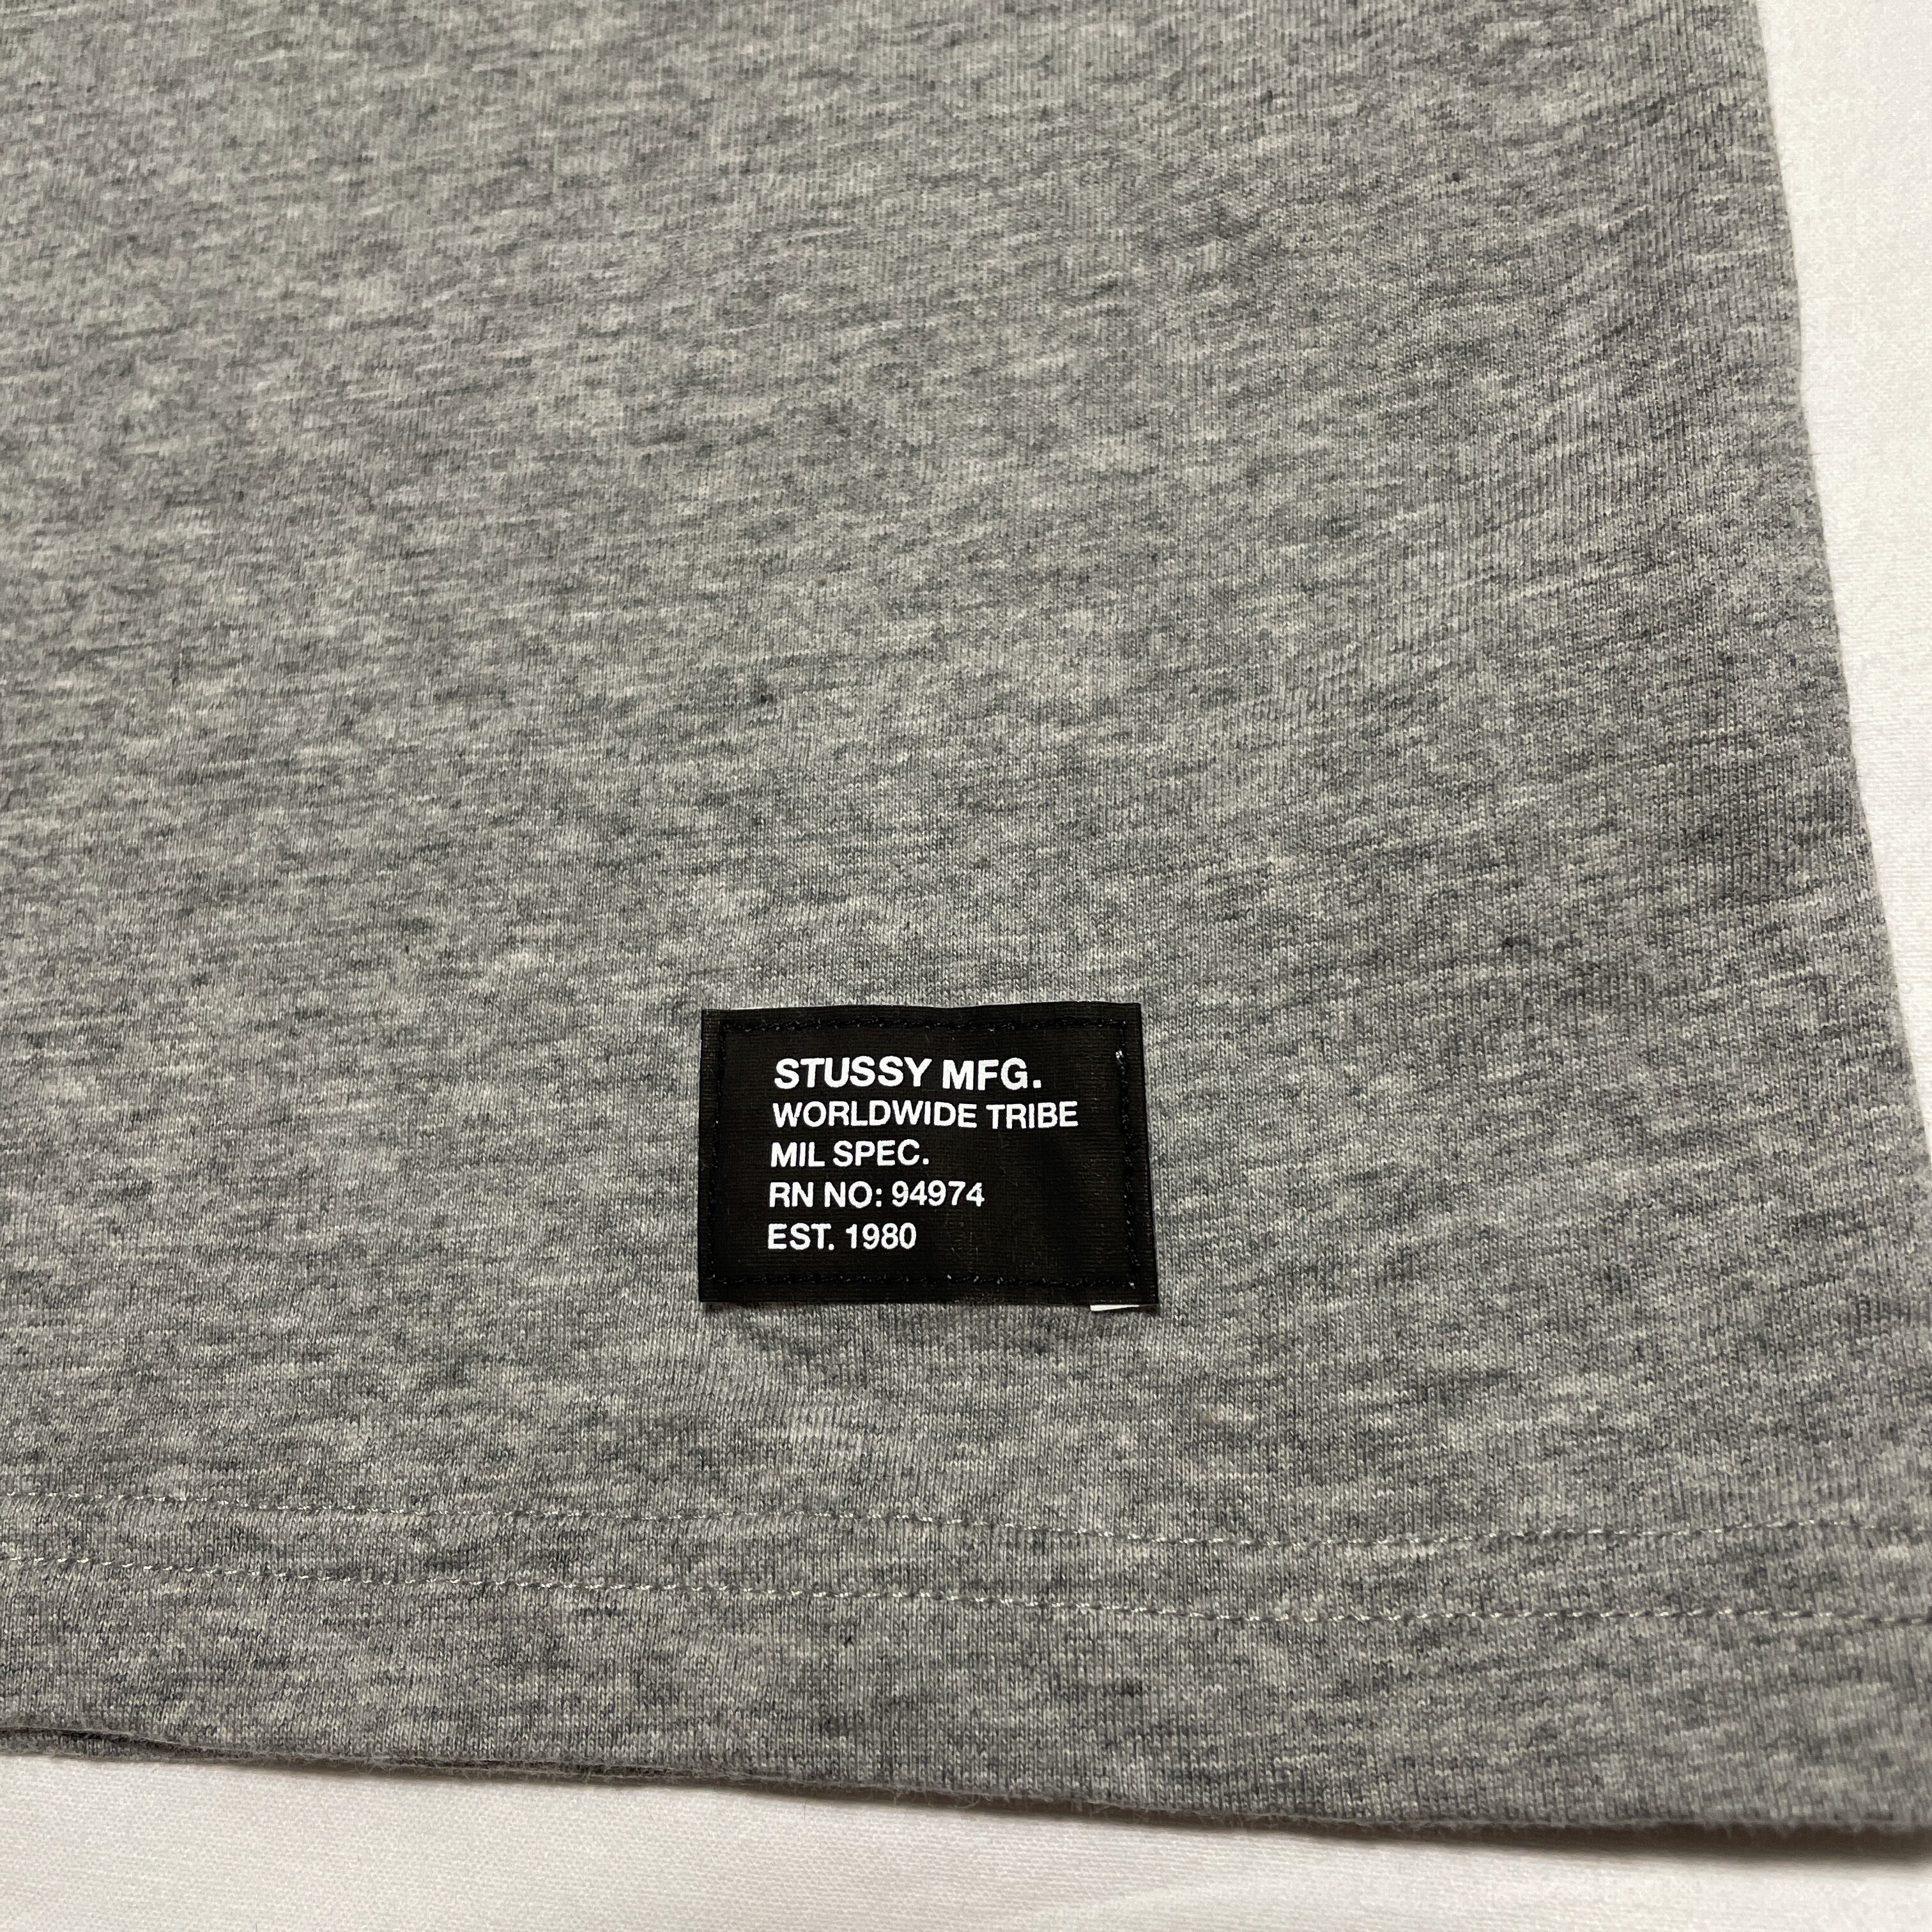 STUSSY MFG.
WORLDWIDE TRIBE
MIL SPEC.
RN NO: 94974
EST. 1980